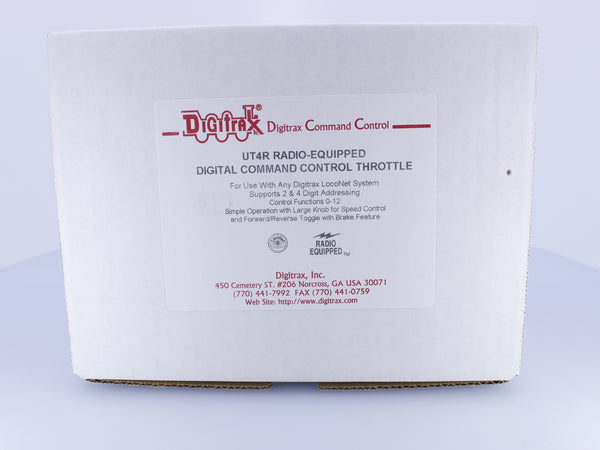 DIGITRAX® Digitrax Command Control
UT4R RADIO-EQUIPPED
DIGITAL COMMAND CONTROL THROTTLE
For Use With Any Digitrax LocoNet System
Supports 2 & 4 Digit Addressing
Control Functions 0-12
Simple Operation with Large Knob for Speed Control
and Forward/Reverse Toggle with Brake Feature
RADIO
EQUIPPED™
Digitrax, Inc.
450 Cemetery ST. #206 Norcross, GA USA 30071
(770) 441-7992 FAX (770) 441-0759
Web Site: http://www.digitrax.com